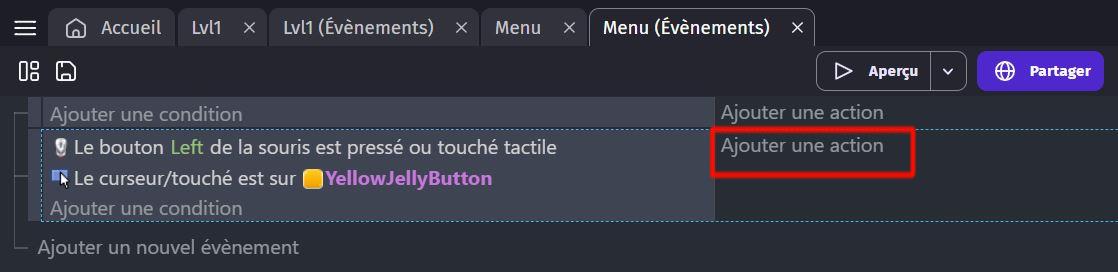 Accueil
Lvl1
Lvl1 (Évènements)
Menu
Menu (Évènements)
Aperçu
Partager
Ajouter une condition
Ajouter une action
Le bouton Left de la souris est pressé ou touché tactile
Ajouter une action
Le curseur/touché est sur YellowJellyButton
Ajouter une condition
Ajouter un nouvel évènement